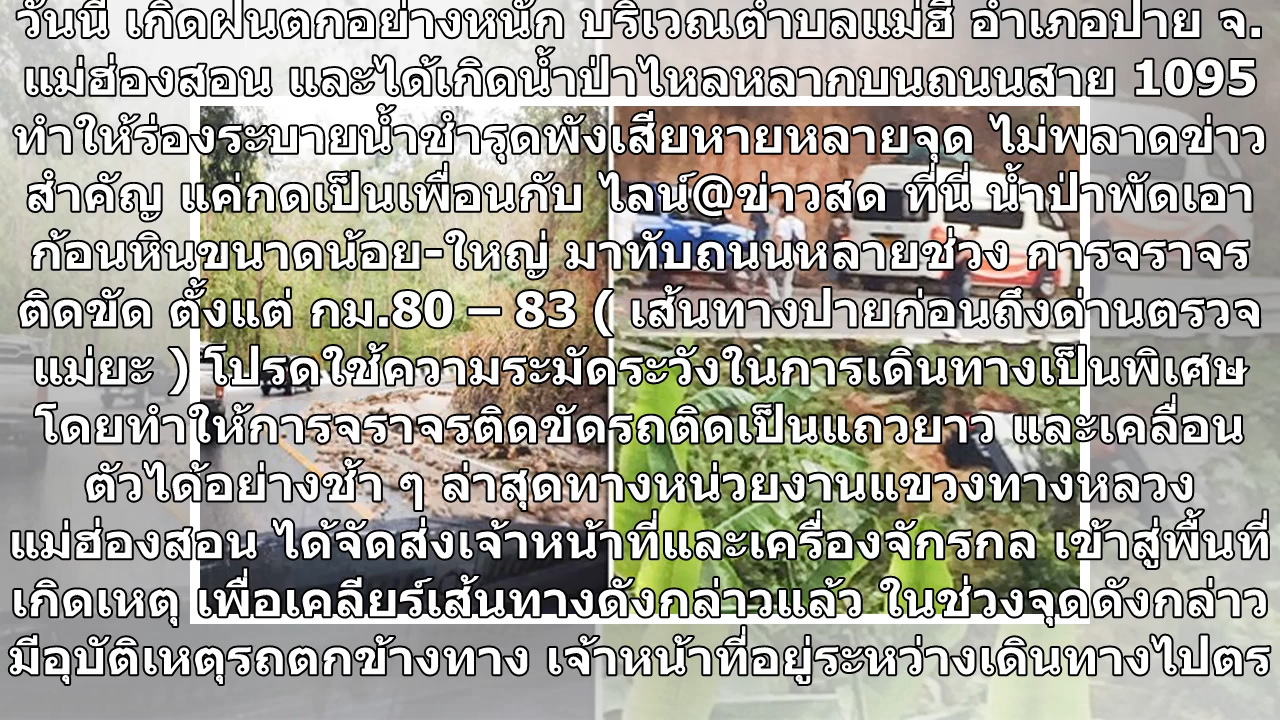 วันนี้ เกิดฝนตกอย่างหนัก บริเวณตำบลแม่ฮี้ อำเภอปาย จ.
แม่ฮ่องสอน และได้เกิดน้ำป่าไหลหลากบนถนนสาย 1095
ทำให้ร่องระบายน้ำชำรุดพังเสียหายหลายจุด ไม่พลาดข่าว
สำคัญ แค่กดเป็นเพื่อนกับ ไลน์@ข่าวสด ที่นี่ น้ำป่าพัดเอา
ก้อนหินขนาดน้อย-ใหญ่ มาทับถนนหลายช่วง การจราจร
ติดขัด ตั้งแต่ กม.80 – 83 ( เส้นทางปายก่อนถึงด่านตรวจ
แม่ยะ ) โปรดใช้ความระมัดระวังในการเดินทางเป็นพิเศษ
โดยทำให้การจราจรติดขัดรถติดเป็นแถวยาว และเคลื่อน
ตัวได้อย่างช้า ๆ ล่าสุดทางหน่วยงานแขวงทางหลวง
แม่ฮ่องสอน ได้จัดส่งเจ้าหน้าที่และเครื่องจักรกล เข้าสู่พื้นที่
เกิดเหตุ เพื่อเคลียร์เส้นทางดังกล่าวแล้ว ในช่วงจุดดังกล่าว
มีอุบัติเหตุรถตกข้างทาง เจ้าหน้าที่อยู่ระหว่างเดินทางไปตร